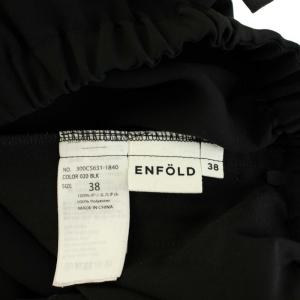 NO. 300CS631-1840
COLOR 020 BLK
SIZE 38
100%ポリエステル
100% Polyester
MADE IN CHINA
ENFÖLD
38